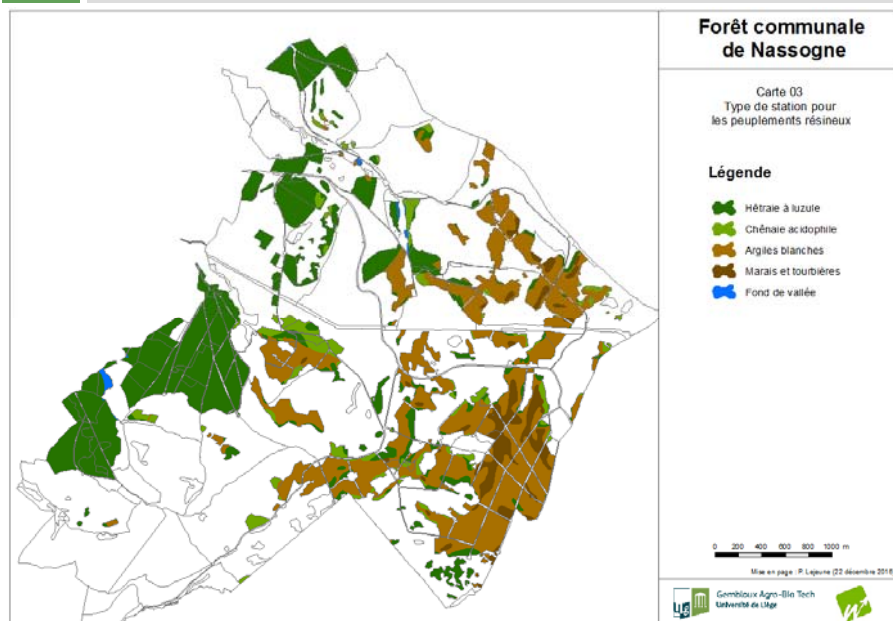 Forêt communale
de Nassogne
Carte 03
Type de station pour
les peuplements résineux
Légende
Hêtraie à luzule
Chênaie acidophile
Argiles blanches
Marais et tourbières
Fond de vallée
0 200 400 600 800 1000 m
Mise en page : P. Lejeune (22 décembre 2016)
Gembloux Agro-Bio Tech
Université de Liège